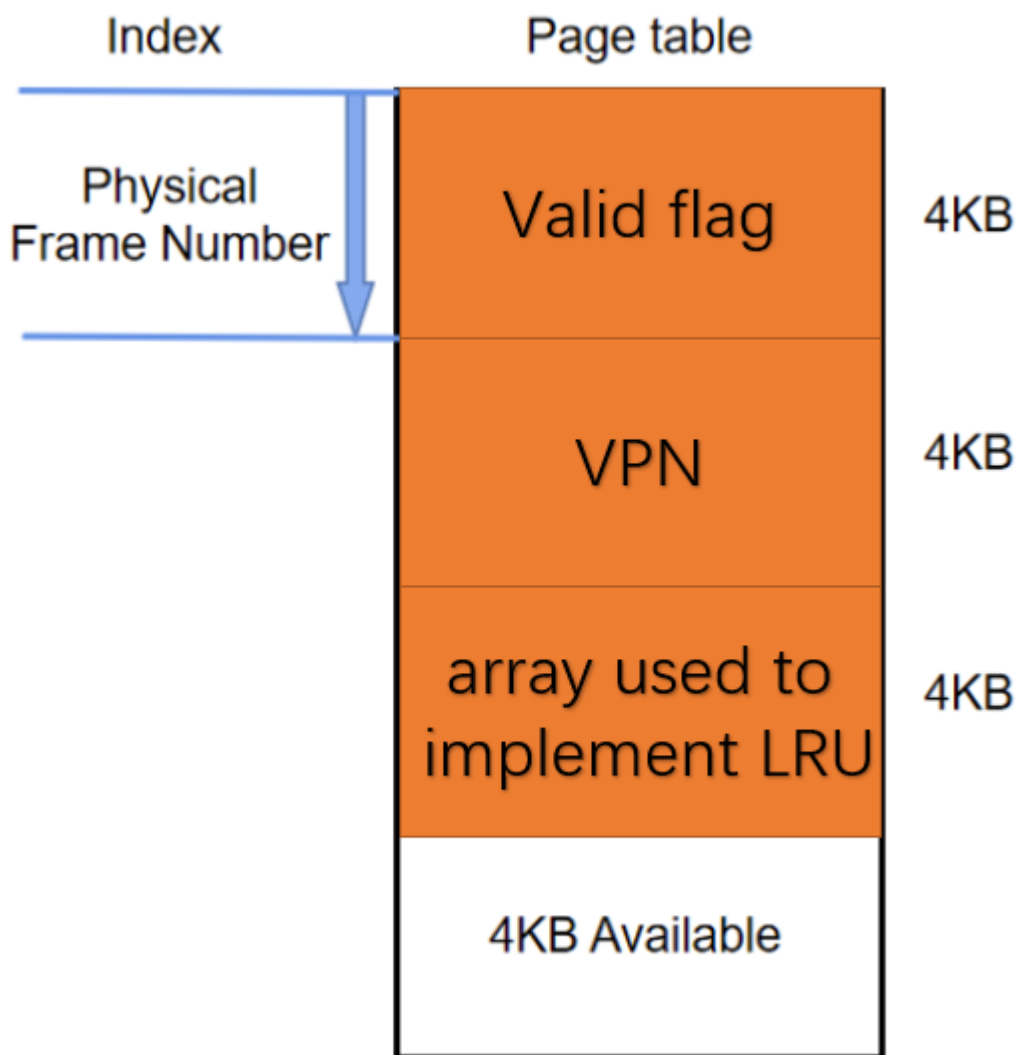 Index
Page table
Physical
Frame Number
Valid flag
4KB
VPN
4KB
array used to
implement LRU
4KB
4KB Available